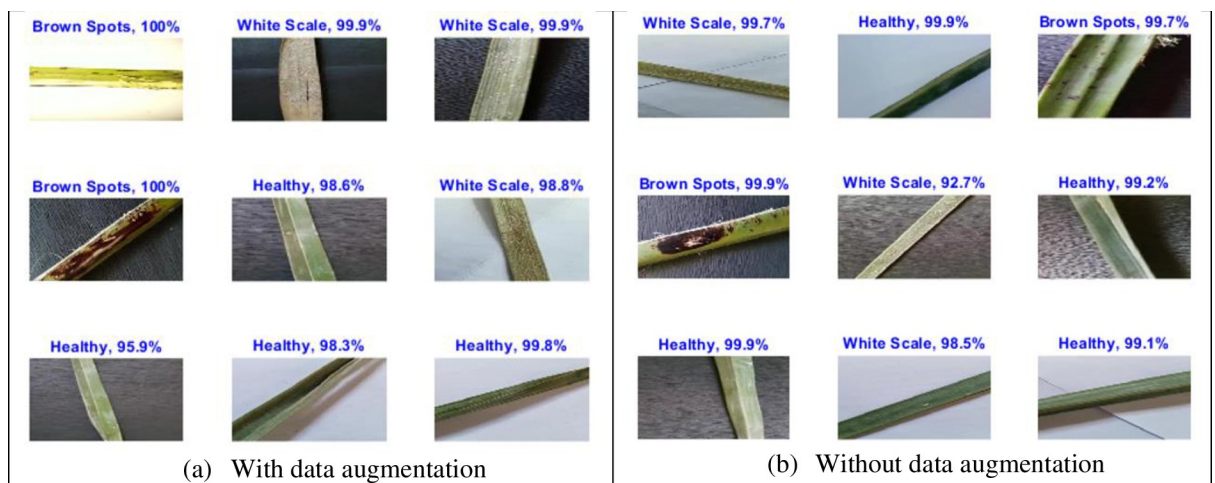 Brown Spots, 100%
White Scale, 99.9%
White Scale, 99.9%
Brown Spots, 100%
Healthy, 98.6%
White Scale, 98.8%
Healthy, 95.9%
Healthy, 98.3%
Healthy, 99.8%
(a) With data augmentation
White Scale, 99.7%
Healthy, 99.9%
Brown Spots, 99.7%
Brown Spots, 99.9%
White Scale, 92.7%
Healthy, 99.2%
Healthy, 99.9%
White Scale, 98.5%
Healthy, 99.1%
(b) Without data augmentation